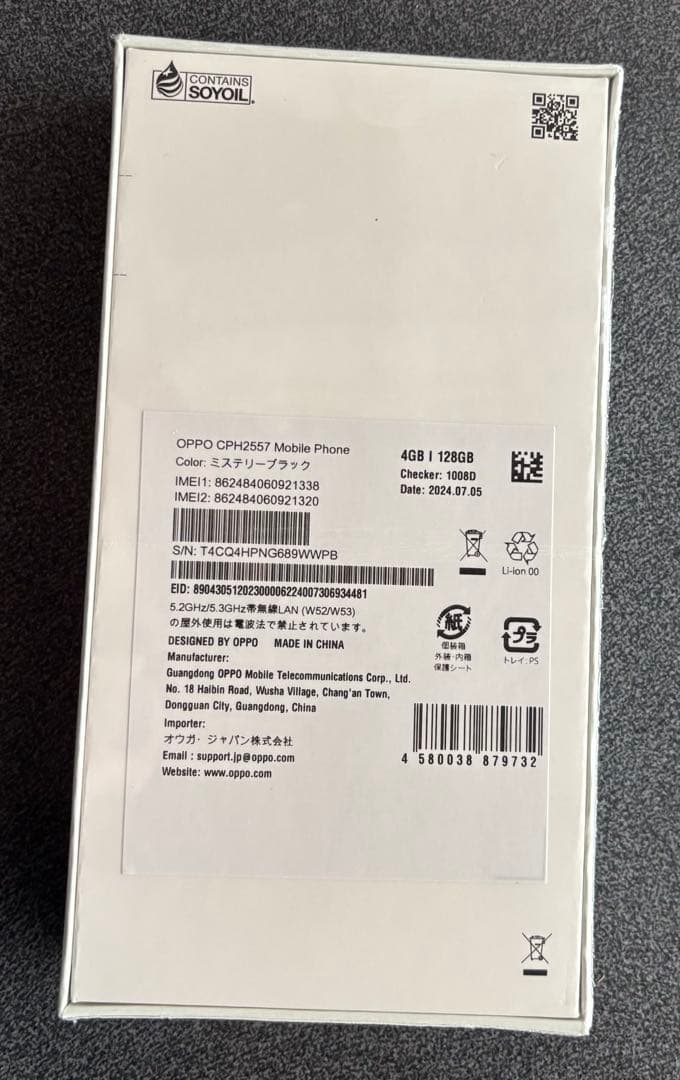 CONTAINS
SOYOIL
OPPO CPH2557 Mobile Phone
Color: ミステリーブラック
IMEI1: 862484060921338
IMEI2: 862484060921320
4GB | 128GB
Checker: 1008D
Date: 2024.07.05
S/N: T4CQ4HPNG689WWPB
Li-ion 00
EID: 89043051202300006224007306934481
5.2GHz/5.3GHz帯無線LAN (W52/W53)
の屋外使用は電波法で禁止されています。
DESIGNED BY OPPO MADE IN CHINA
紙
個装箱
外装・内箱
保護シート
プラ
トレイ: PS
Manufacturer:
Guangdong OPPO Mobile Telecommunications Corp., Ltd.
No. 18 Haibin Road, Wusha Village, Chang'an Town,
Dongguan City, Guangdong, China
Importer:
オウガ・ジャパン株式会社
Email : support.jp@oppo.com
Website: www.oppo.com
4 580038 879732